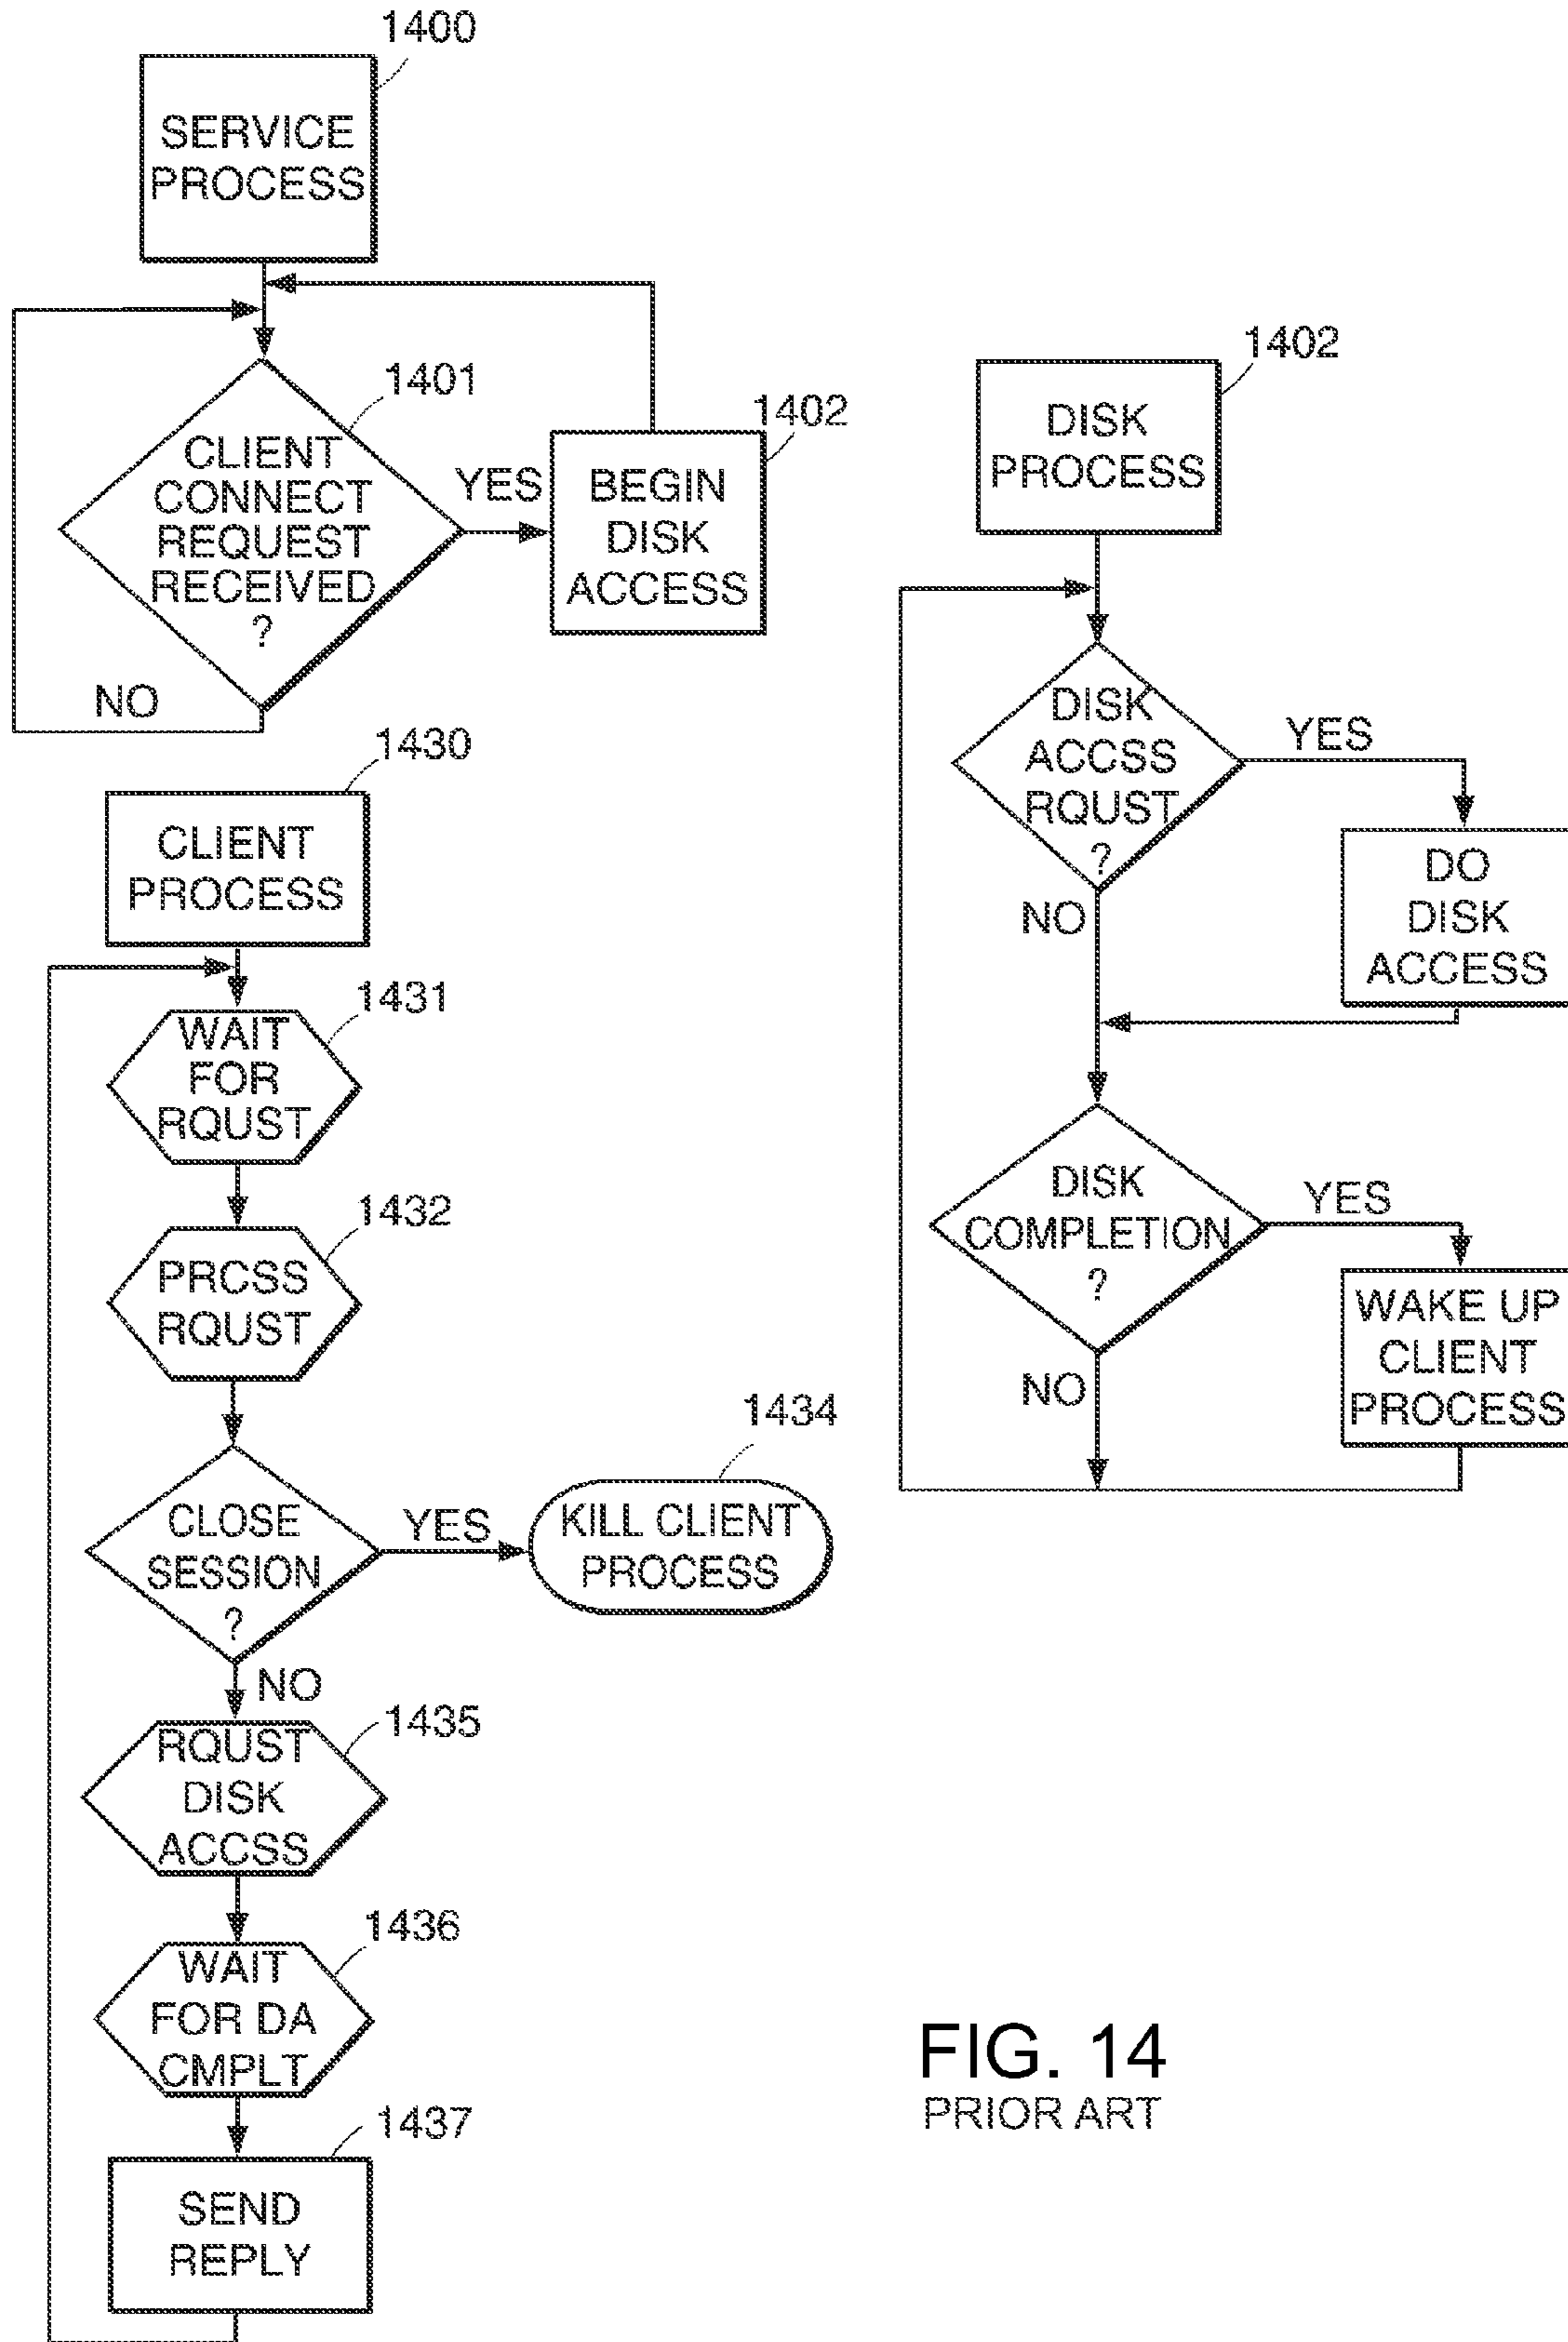 1400
SERVICE
PROCESS
1401
CLIENT
CONNECT
REQUEST
RECEIVED
?
YES
NO
1402
BEGIN
DISK
ACCESS
1430
CLIENT
PROCESS
1431
WAIT
FOR
RQUST
1432
PRCSS
RQUST
CLOSE
SESSION
?
YES
1434
KILL CLIENT
PROCESS
NO
1435
RQUST
DISK
ACCSS
1436
WAIT
FOR DA
CMPLT
1437
SEND
REPLY
1402
DISK
PROCESS
DISK
ACCSS
RQUST
?
YES
DO
DISK
ACCESS
NO
DISK
COMPLETION
?
YES
WAKE UP
CLIENT
PROCESS
NO
FIG. 14
PRIOR ART